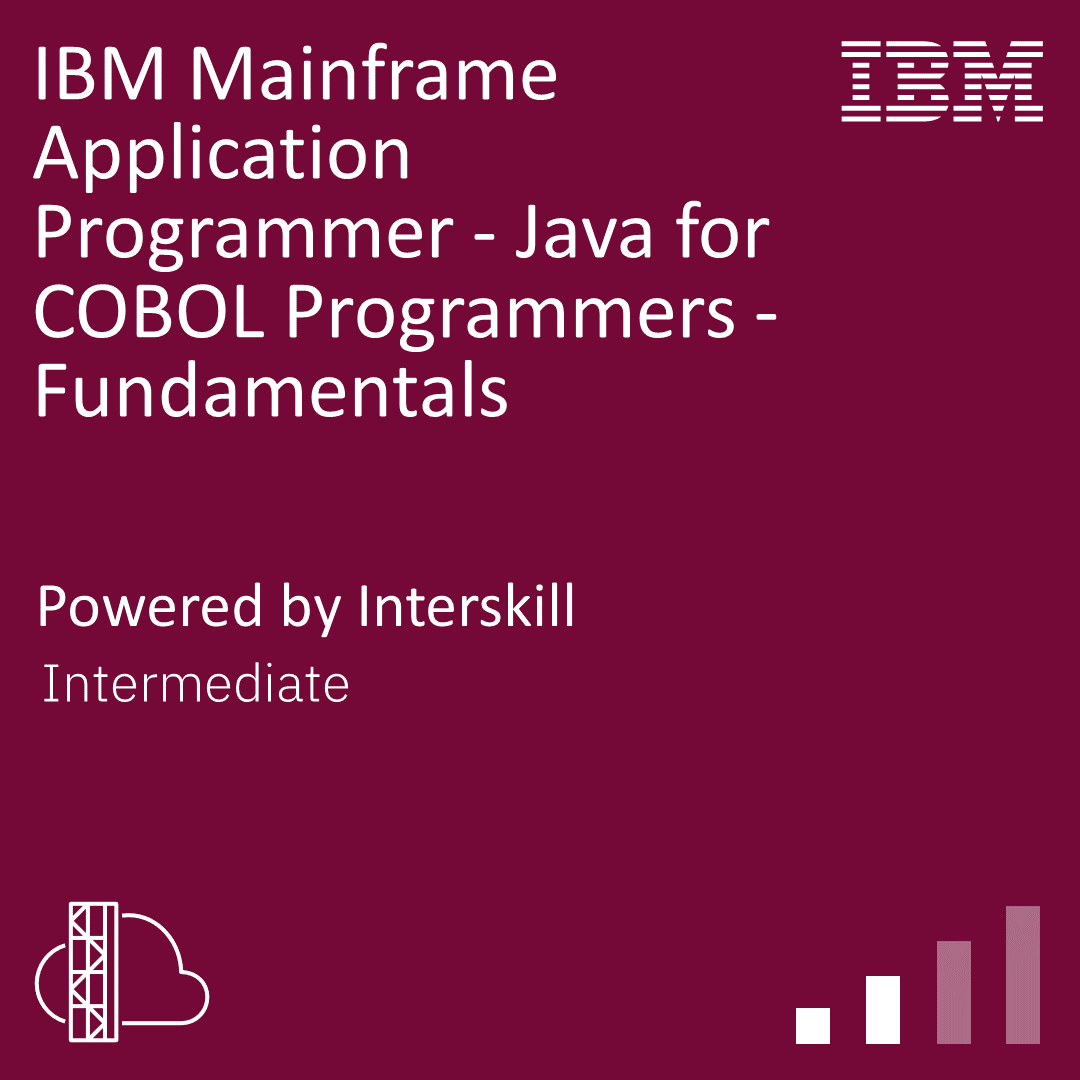 IBM Mainframe
Application
Programmer - Java for
COBOL Programmers -
Fundamentals
IBM
Powered by Interskill
Intermediate